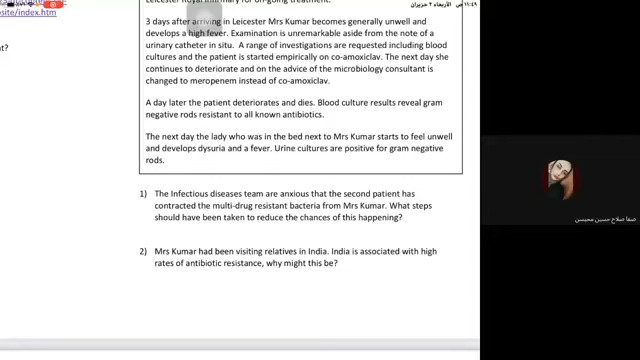 ١١:٤٩ ص الأربعاء ٢ حزيران
osite/index.htm
Leicester Royal Infirmary for on-going treatment.
3 days after arriving in Leicester Mrs Kumar becomes generally unwell and
develops a high fever. Examination is unremarkable aside from the note of a
urinary catheter in situ. A range of investigations are requested including blood
cultures and the patient is started empirically on co-amoxiclav. The next day she
continues to deteriorate and on the advice of the microbiology consultant is
changed to meropenem instead of co-amoxiclav.
A day later the patient deteriorates and dies. Blood culture results reveal gram
negative rods resistant to all known antibiotics.
The next day the lady who was in the bed next to Mrs Kumar starts to feel unwell
and develops dysuria and a fever. Urine cultures are positive for gram negative
rods.
t?
1) The Infectious diseases team are anxious that the second patient has
contracted the multi-drug resistant bacteria from Mrs Kumar. What steps
should have been taken to reduce the chances of this happening?
2) Mrs Kumar had been visiting relatives in India. India is associated with high
rates of antibiotic resistance, why might this be?
صفا صلاح حسين محيسن